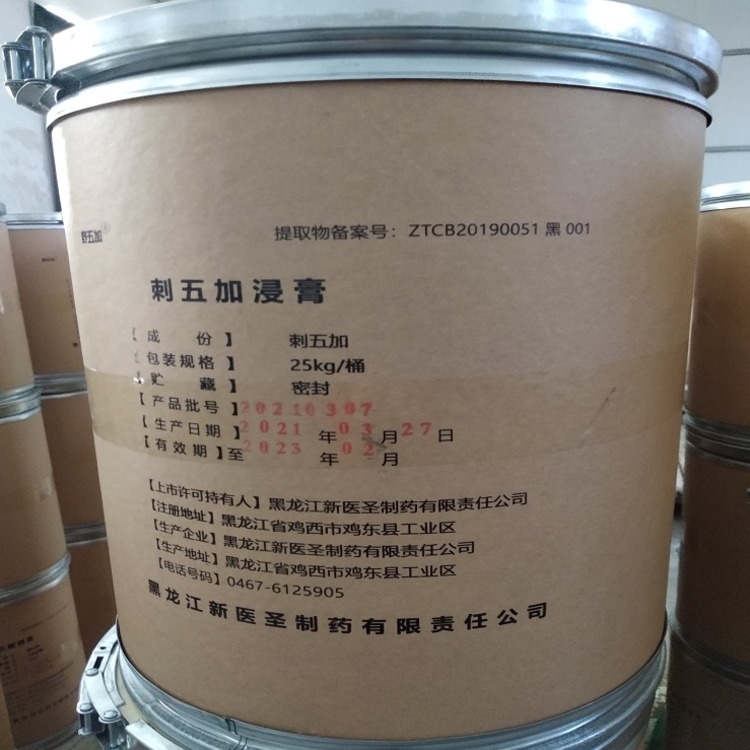 野五加®
提取物备案号：ZTCB20190051 黑 001
刺五加浸膏
【成 份】 刺五加
【包装规格】 25kg/桶
【贮 藏】 密封
【产品批号】20210307
【生产日期】2021 年 03 月 27 日
【有效期】至 2023 年 02 月
【上市许可持有人】黑龙江新医圣制药有限责任公司
【注册地址】黑龙江省鸡西市鸡东县工业区
【生产企业】黑龙江新医圣制药有限责任公司
【生产地址】黑龙江省鸡西市鸡东县工业区
【电话号码】0467-6125905
黑龙江新医圣制药有限责任公司